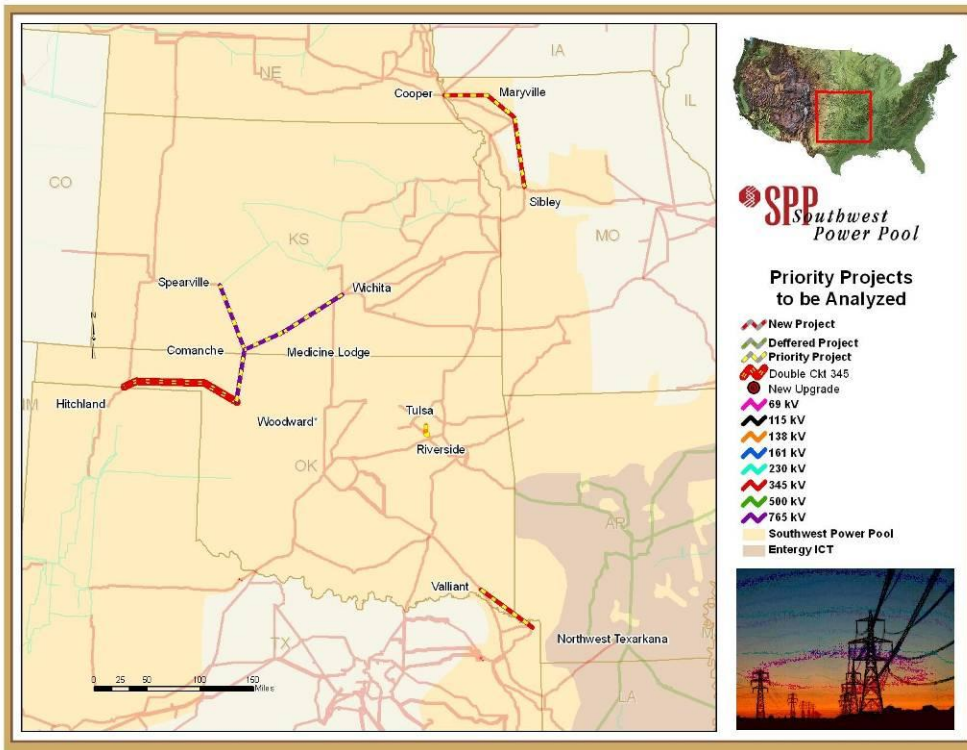 IA
NE
Cooper
Maryville
IL
CO
Sibley
KS
MO
Spearville
Wichita
Comanche
Medicine Lodge
Hitchland
Woodward*
Tulsa
Riverside
OK
AR
Valliant
Northwest Texarkana
TX
LA
0 25 50 100 150
Miles
SPP
Southwest
Power Pool
Priority Projects
to be Analyzed
New Project
Deffered Project
Priority Project
Double Ckt 345
New Upgrade
69 kV
115 kV
138 kV
161 kV
230 kV
345 kV
500 kV
765 kV
Southwest Power Pool
Entergy ICT